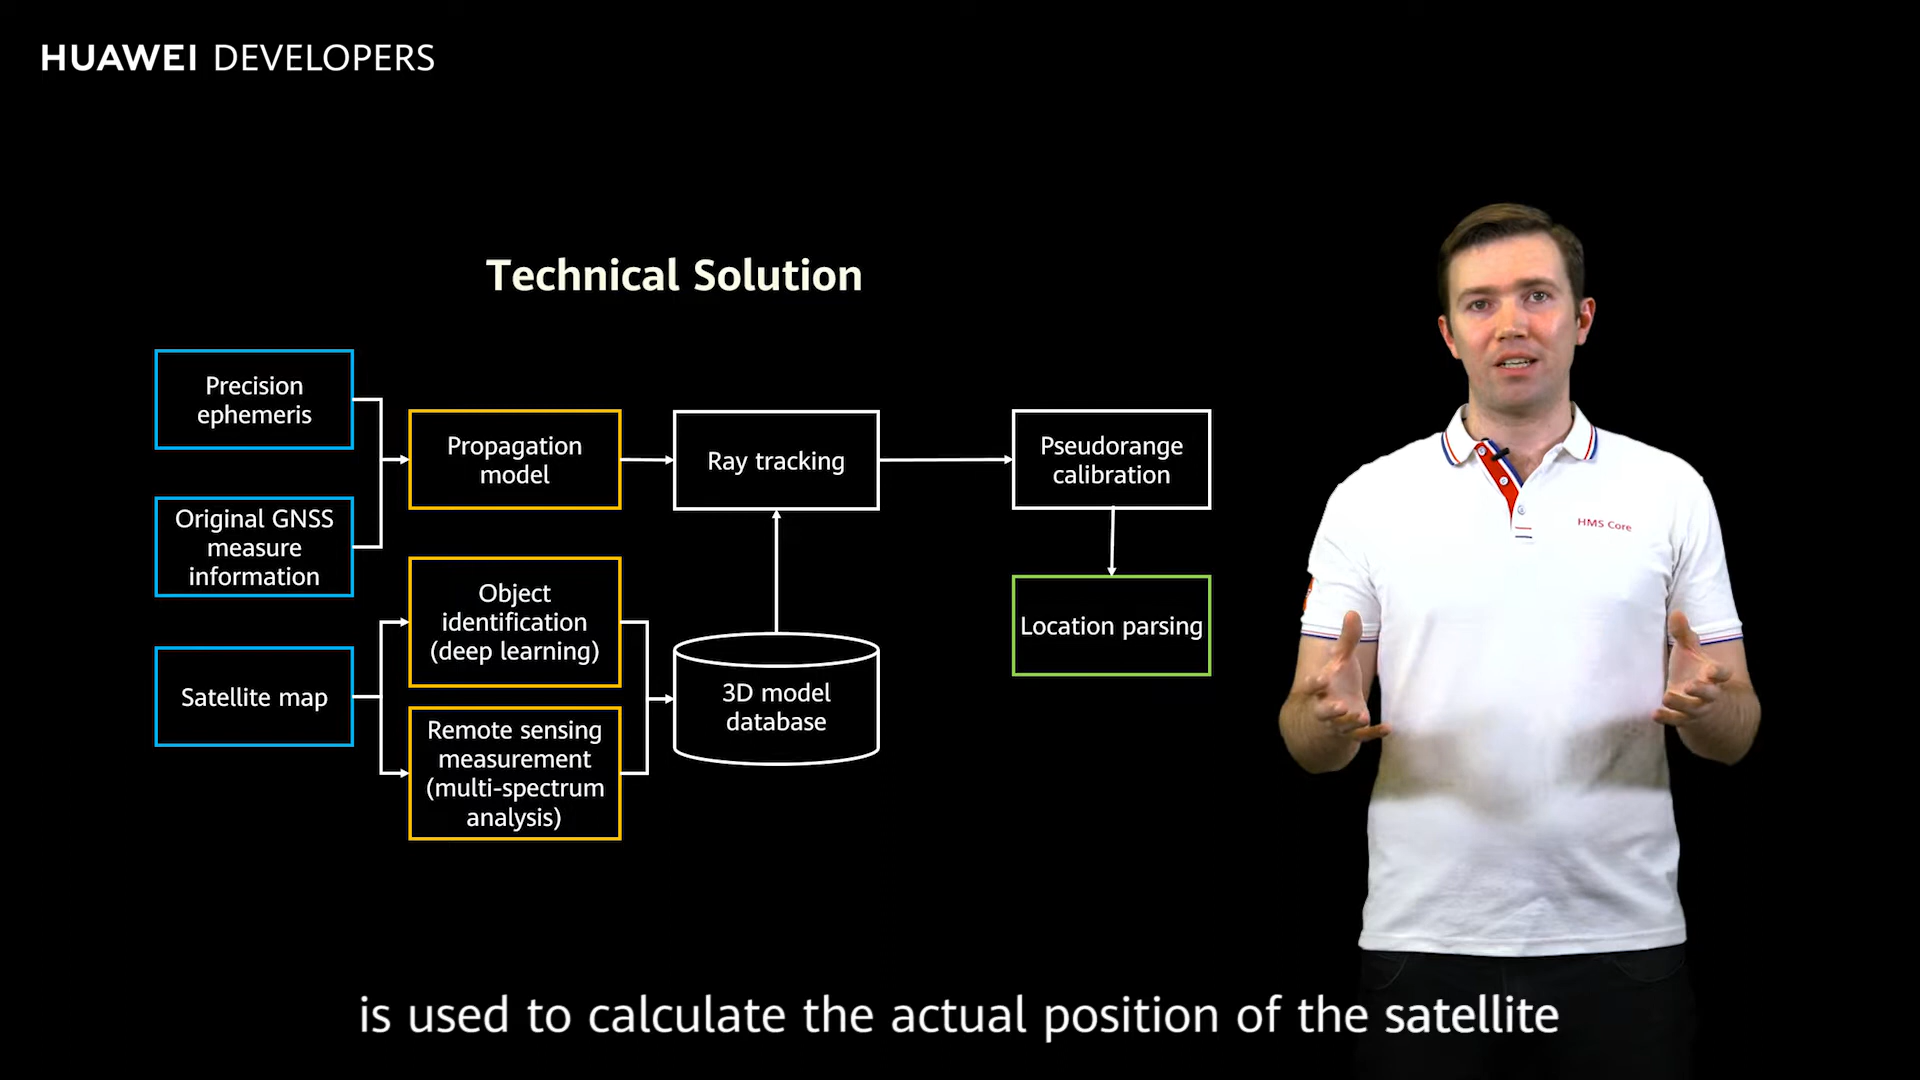 HUAWEI DEVELOPERS
Technical Solution
Precision
ephemeris
Original GNSS
measure
information
Satellite map
Propagation
model
Object
identification
(deep learning)
Remote sensing
measurement
(multi-spectrum
analysis)
Ray tracking
3D model
database
Pseudorange
calibration
Location parsing
HMS Core
is used to calculate the actual position of the satellite